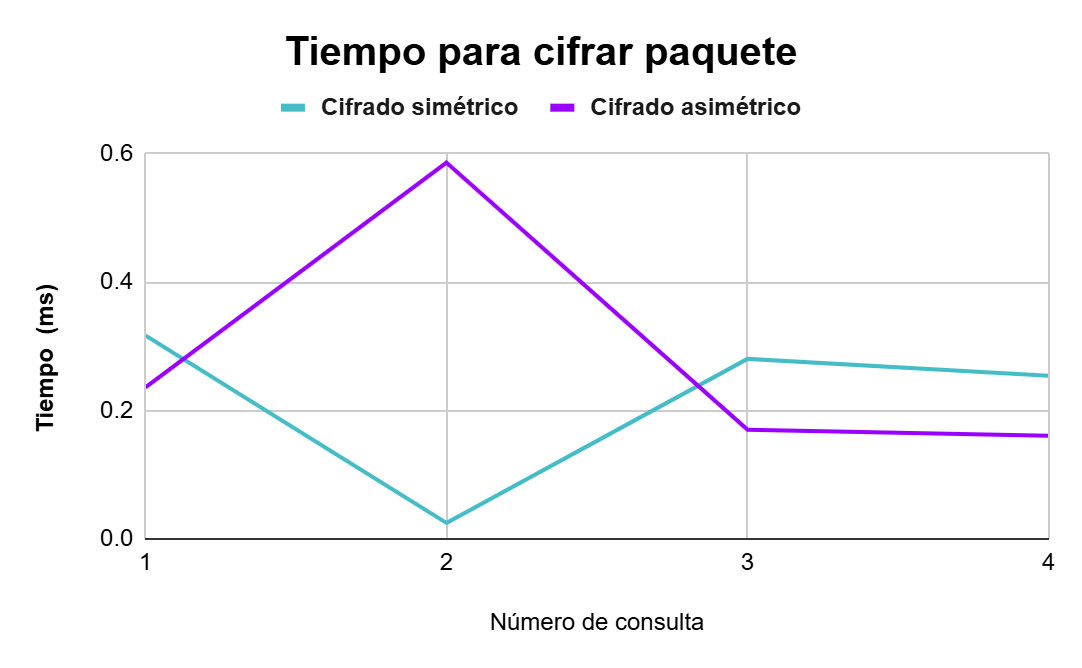 Tiempo para cifrar paquete
Cifrado simétrico Cifrado asimétrico
0.6
0.4
0.2
0.0
Tiempo (ms)
1 2 3 4
Número de consulta